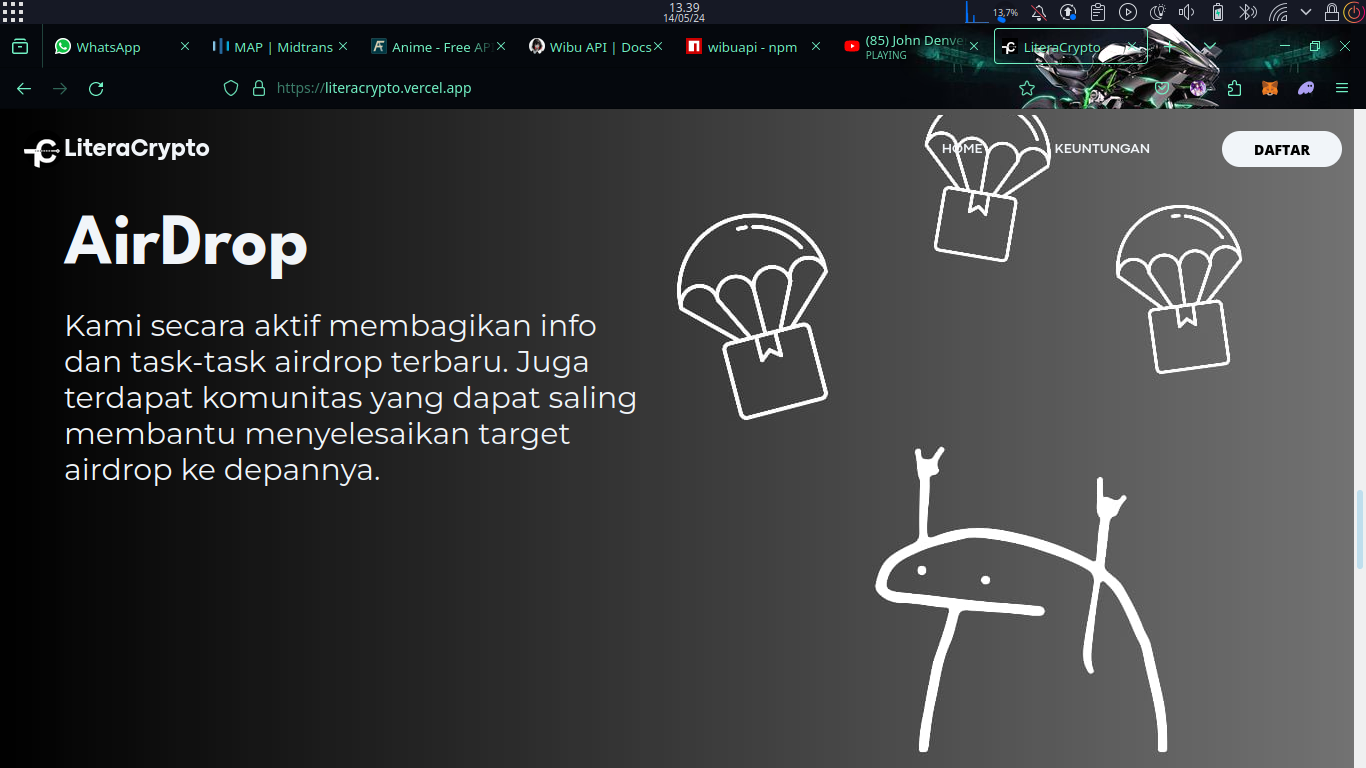 13.39
14/05/24
13,7%
WhatsApp
MAP | Midtrans
Anime - Free AP
Wibu API | Docs
wibuapi - npm
(85) John Denve
PLAYING
LiteraCrypto
https://literacrypto.vercel.app
LiteraCrypto
HOME
KEUNTUNGAN
DAFTAR
AirDrop
Kami secara aktif membagikan info
dan task-task airdrop terbaru. Juga
terdapat komunitas yang dapat saling
membantu menyelesaikan target
airdrop ke depannya.